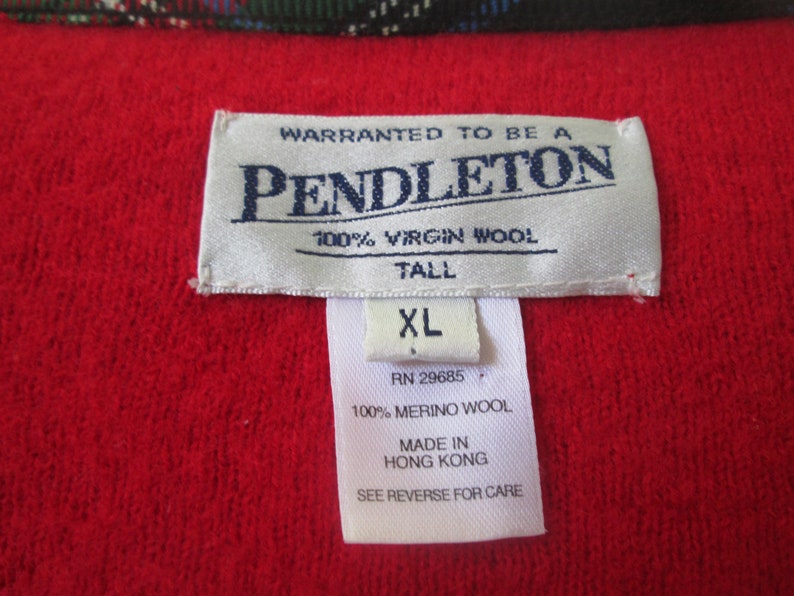 WARRANTED TO BE A
PENDLETON
100% VIRGIN WOOL
TALL
XL
RN 29685
100% MERINO WOOL
MADE IN
HONG KONG
SEE REVERSE FOR CARE